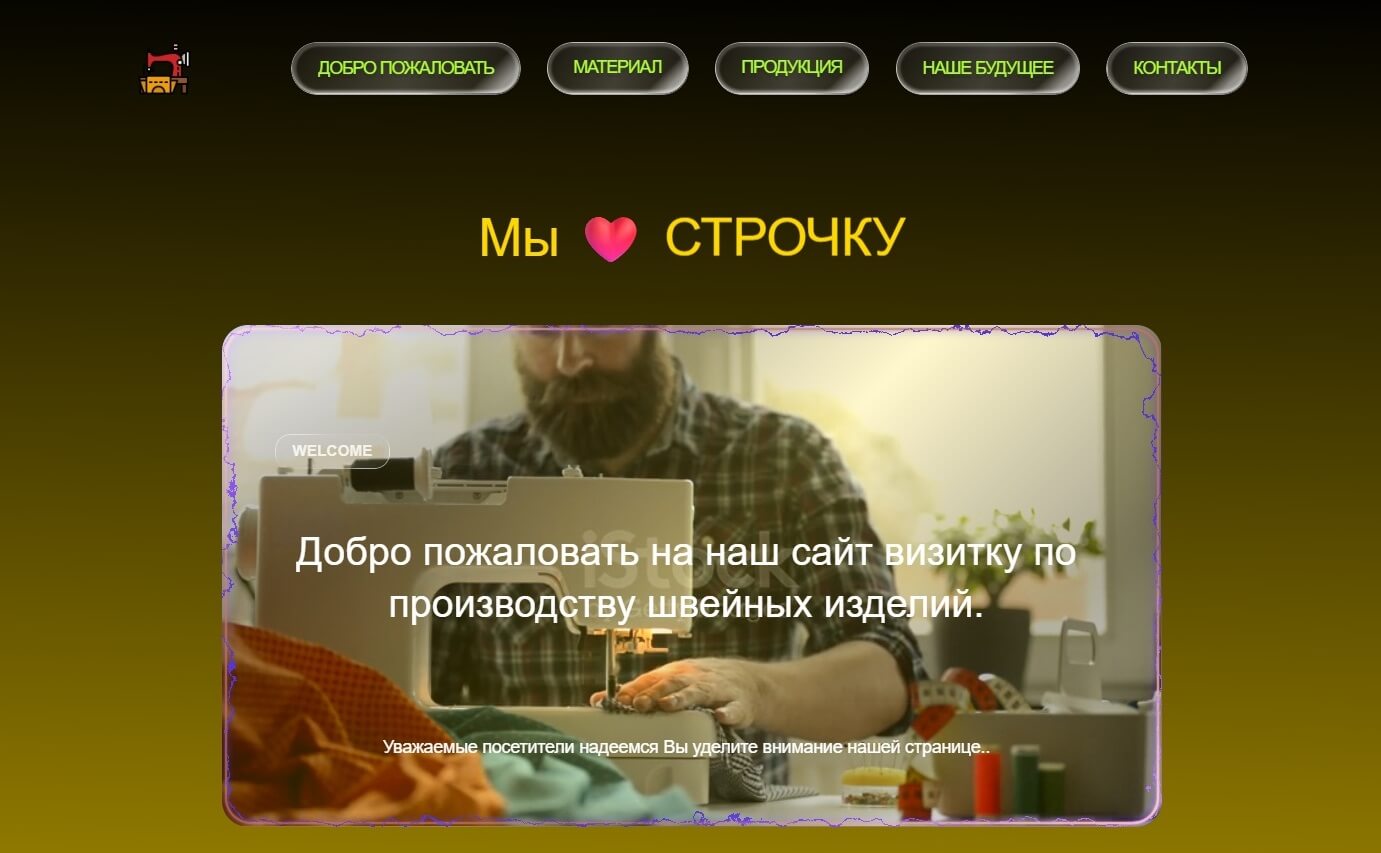 ДОБРО ПОЖАЛОВАТЬ
МАТЕРИАЛ
ПРОДУКЦИЯ
НАШЕ БУДУЩЕЕ
КОНТАКТЫ
Мы ❤ СТРОЧКУ
WELCOME
iStock
Добро пожаловать на наш сайт визитку по
производству швейных изделий.
Уважаемые посетители надеемся Вы уделите внимание нашей странице..